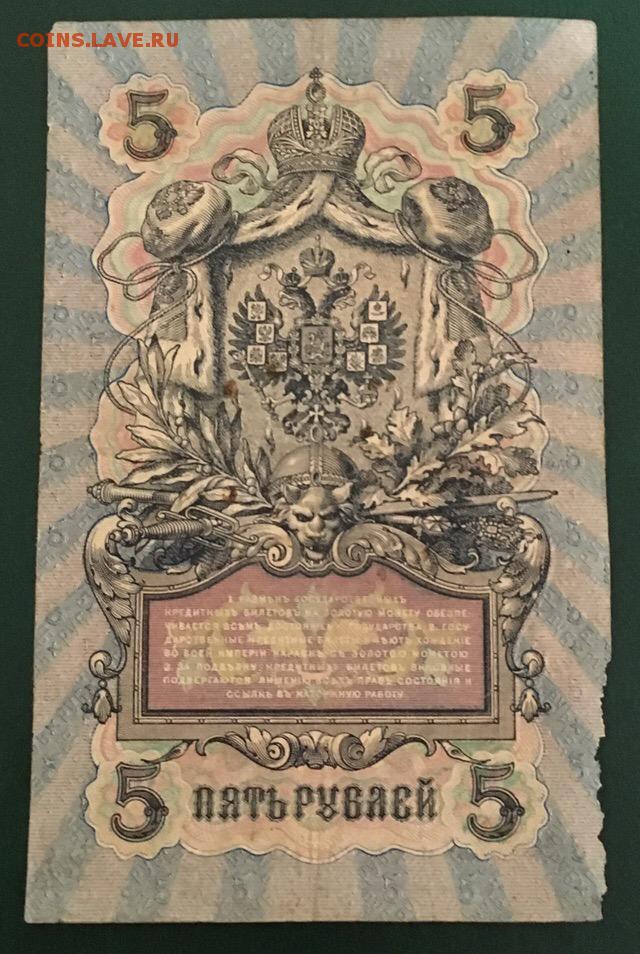 COINS.LAVE.RU
5 5
1. РАЗМѢНЪ ГОСУДАРСТВЕННЫХЪ
КРЕДИТНЫХЪ БИЛЕТОВЪ НА ЗОЛОТУЮ МОНЕТУ ОБЕЗПЕ-
ЧИВАЕТСЯ ВСѢМЪ ДОСТОЯНІЕМЪ ГОСУДАРСТВА. 2. ГОСУ
ДАРСТВЕННЫЕ КРЕДИТНЫЕ БИЛЕТЫ ИМѢЮТЪ ХОЖДЕНІЕ
ВО ВСЕЙ ИМПЕРІИ НАРАВНѢ СЪ ЗОЛОТОЮ МОНЕТОЮ
3. ЗА ПОДДѢЛКУ КРЕДИТНЫХЪ БИЛЕТОВЪ ВИНОВНЫЕ
ПОДВЕРГАЮТСЯ ЛИШЕНІЮ ВСѢХЪ ПРАВЪ СОСТОЯНІЯ И
ССЫЛКѢ ВЪ КАТОРЖНУЮ РАБОТУ
5 ПЯТЬ РУБЛЕЙ 5